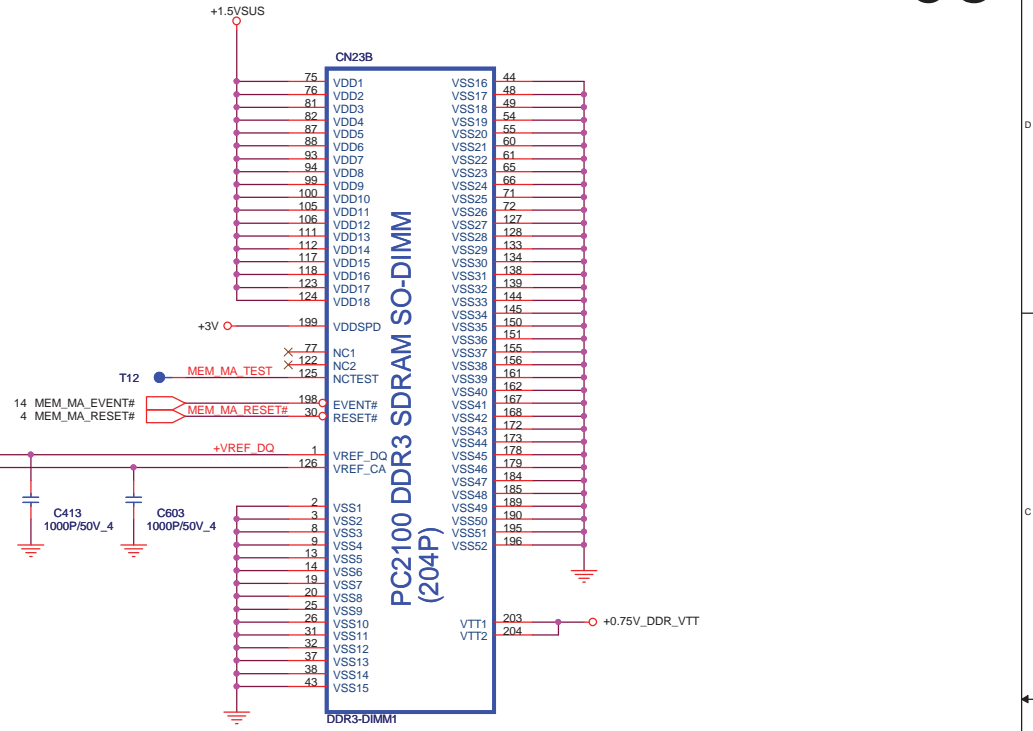 +1.5VSUS
CN23B
75 VDD1 VSS16 44
76 VDD2 VSS17 48
81 VDD3 VSS18 49
82 VDD4 VSS19 54
87 VDD5 VSS20 55
88 VDD6 VSS21 60
93 VDD7 VSS22 61
94 VDD8 VSS23 65
99 VDD9 VSS24 66
100 VDD10 VSS25 71
105 VDD11 VSS26 72
106 VDD12 VSS27 127
111 VDD13 VSS28 128
112 VDD14 VSS29 133
117 VDD15 VSS30 134
118 VDD16 VSS31 138
123 VDD17 VSS32 139
124 VDD18 VSS33 144
VSS34 145
+3V 199 VDDSPD VSS35 150
VSS36 151
77 NC1 VSS37 155
122 NC2 VSS38 156
T12 MEM_MA_TEST 125 NCTEST VSS39 161
VSS40 162
14 MEM_MA_EVENT# 198 EVENT# VSS41 167
4 MEM_MA_RESET# MEM_MA_RESET# 30 RESET# VSS42 168
VSS43 172
VSS44 173
+VREF_DQ 1 VREF_DQ VSS45 178
126 VREF_CA VSS46 179
VSS47 184
VSS48 185
2 VSS1 VSS49 189
3 VSS2 VSS50 190
8 VSS3 VSS51 195
9 VSS4 VSS52 196
13 VSS5
14 VSS6
19 VSS7
20 VSS8
25 VSS9
26 VSS10 VTT1 203 +0.75V_DDR_VTT
31 VSS11 VTT2 204
32 VSS12
37 VSS13
38 VSS14
43 VSS15
C413
1000P/50V_4
C603
1000P/50V_4
PC2100 DDR3 SDRAM SO-DIMM
(204P)
DDR3-DIMM1
D
C